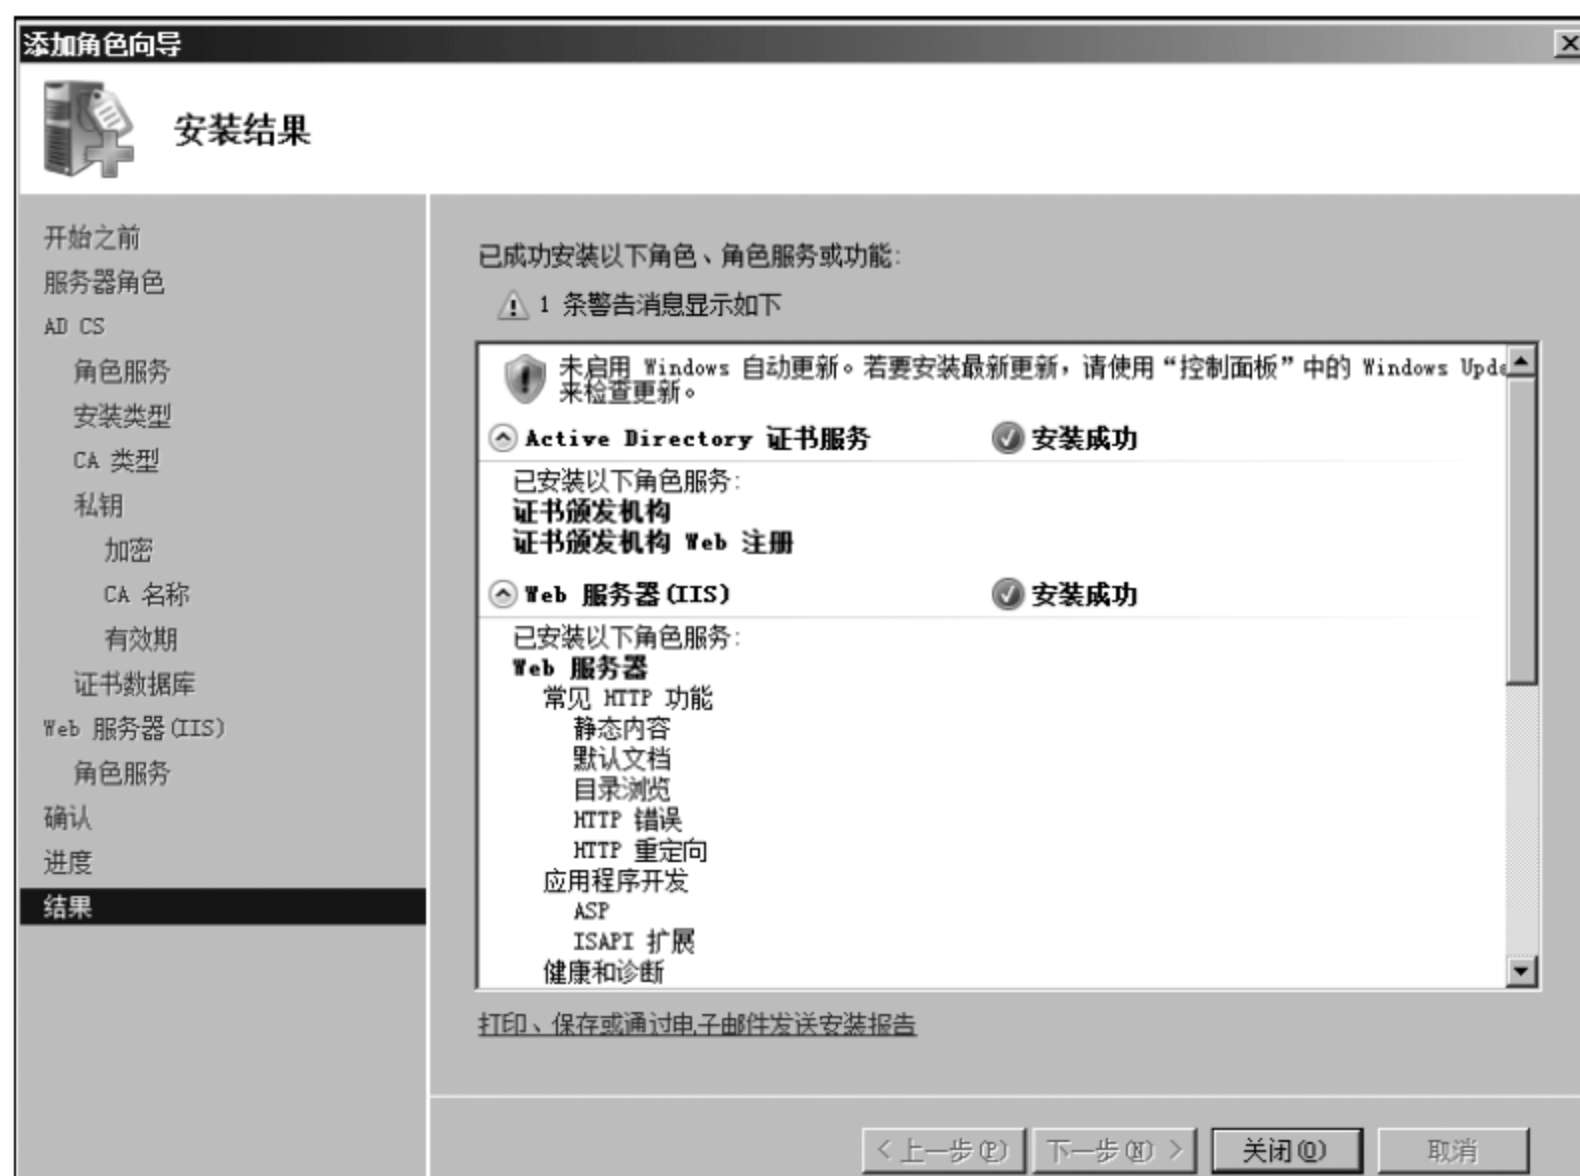 添加角色向导
安装结果
开始之前
服务器角色
AD CS
角色服务
安装类型
CA 类型
私钥
加密
CA 名称
有效期
证书数据库
Web 服务器(IIS)
角色服务
确认
进度
结果
已成功安装以下角色、角色服务或功能:
1 条警告消息显示如下
未启用 Windows 自动更新。若要安装最新更新，请使用“控制面板”中的 Windows Upda
来检查更新。
Active Directory 证书服务 安装成功
已安装以下角色服务:
证书颁发机构
证书颁发机构 Web 注册
Web 服务器(IIS) 安装成功
已安装以下角色服务:
Web 服务器
常见 HTTP 功能
静态内容
默认文档
目录浏览
HTTP 错误
HTTP 重定向
应用程序开发
ASP
ISAPI 扩展
健康和诊断
打印、保存或通过电子邮件发送安装报告
< 上一步(P) 下一步(N) > 关闭(O) 取消